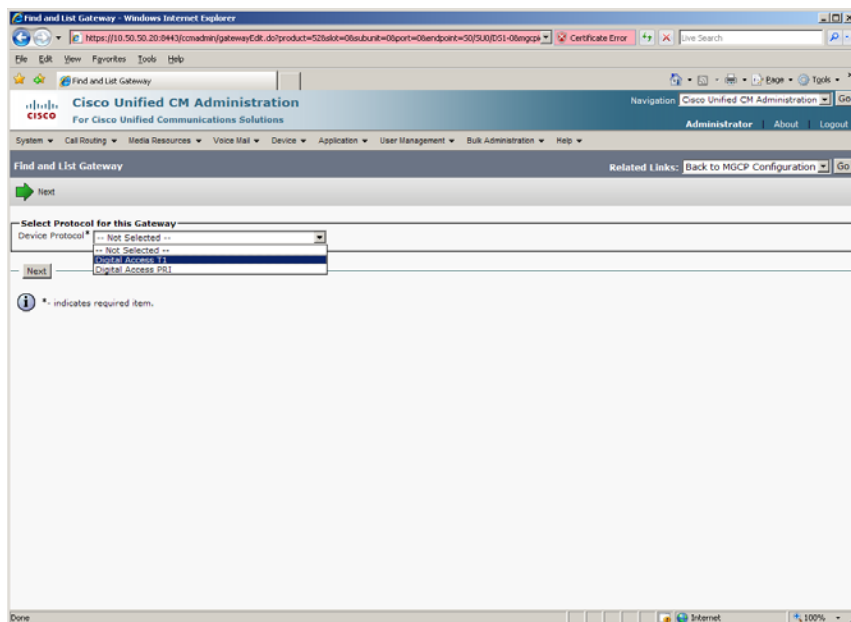 Find and List Gateway - Windows Internet Explorer
https://10.50.50.20:8443/ccmadmin/gatewayEdit.do?product=52&slot=0&subunit=0&port=0&endpoint=S0/SU0/DS1-0&mgcpi
Certificate Error
Live Search
File Edit View Favorites Tools Help
Find and List Gateway
Page Tools
cisco
Cisco Unified CM Administration
For Cisco Unified Communications Solutions
Navigation Cisco Unified CM Administration Go
Administrator | About | Logout
System Call Routing Media Resources Voice Mail Device Application User Management Bulk Administration Help
Find and List Gateway
Related Links: Back to MGCP Configuration Go
Next
Select Protocol for this Gateway
Device Protocol* -- Not Selected --
-- Not Selected --
Digital Access T1
Digital Access PRI
Next
*- indicates required item.
Done
Internet
100%